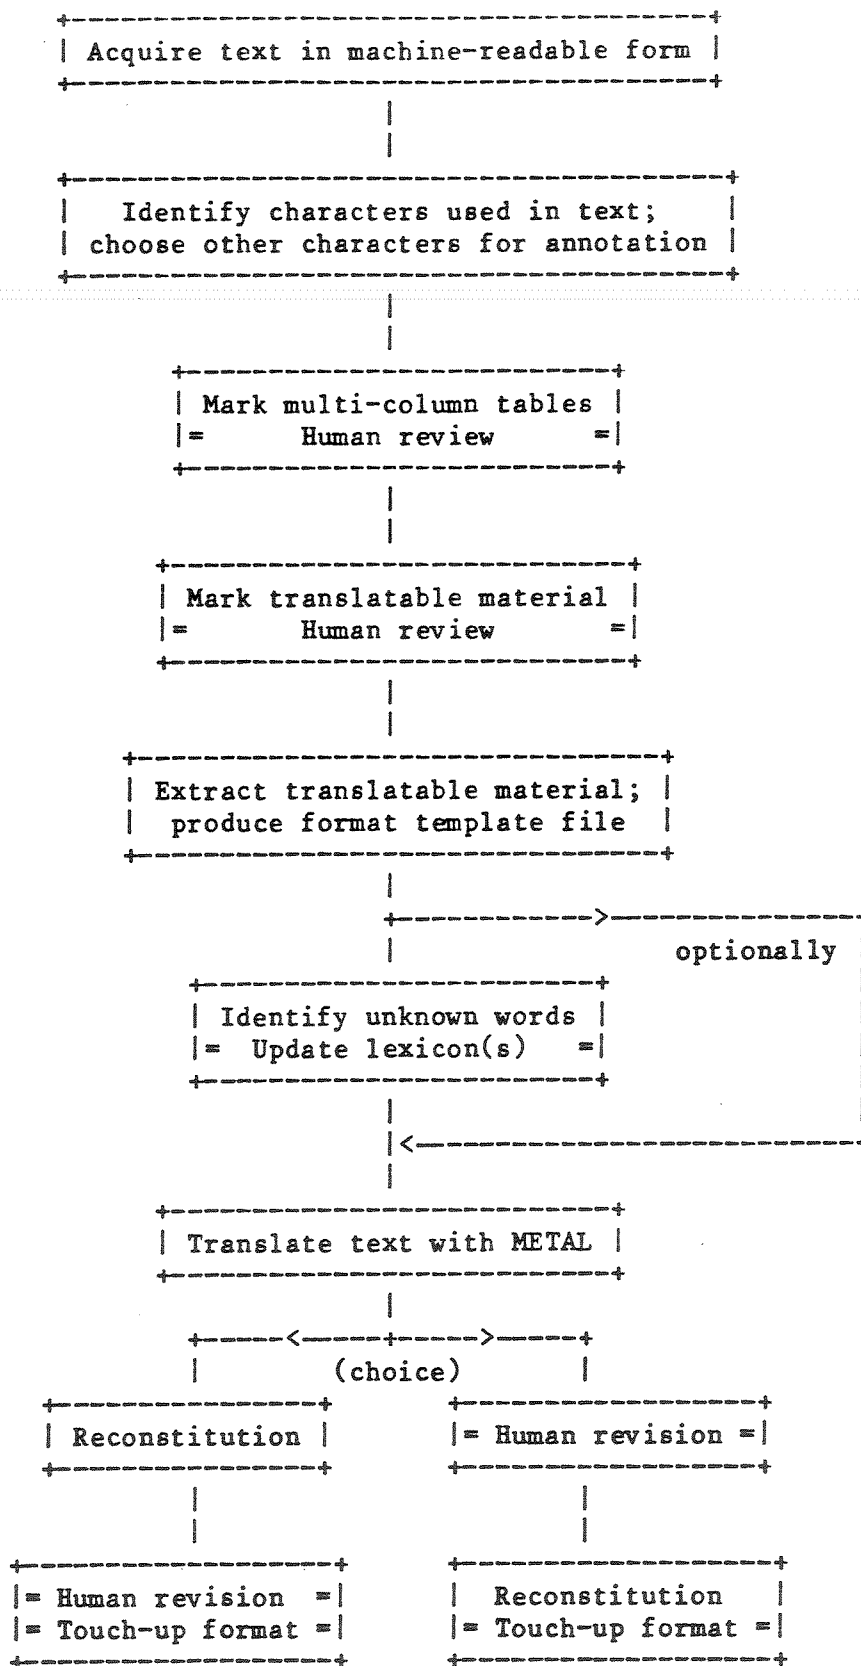 Acquire text in machine-readable form
Identify characters used in text;
choose other characters for annotation
Mark multi-column tables
= Human review =
Mark translatable material
= Human review =
Extract translatable material;
produce format template file
optionally
Identify unknown words
= Update lexicon(s) =
Translate text with METAL
(choice)
Reconstitution
= Human revision =
= Human revision =
= Touch-up format =
Reconstitution
= Touch-up format =